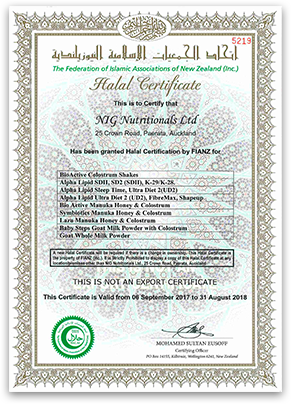 إتحاد الجمعيات الإسلامية النيوزيلندية
5219
The Federation of Islamic Associations of New Zealand (Inc.)
Halal Certificate
This is to Certify that
NIG Nutritionals Ltd
25 Crown Road, Paerata, Auckland
Has been granted Halal Certification by FIANZ for
BioActive Colostrum Shakes
Alpha Lipid SDII, SD2 (SDII), K-29/K-28.
Alpha Lipid Sleep Time, Ultra Diet 2(UD2)
Alpha Lipid Ultra Diet 2 (UD2), FibreMax, Shapeup
Bio Active Manuka Honey & Colostrum
Symbiotics Manuka Honey & Colostrum
Lazu Manuka Honey & Colostrum
Baby Steps Goat Milk Powder with Colostrum
Goat Whole Milk Powder
A new Halal Certificate will be required if there is a change in ownership. This Halal Certificate is
the property of FIANZ (Inc). It is Strictly Prohibited to display a copy of this Halal Certificate at any
location/premises other than NIG Nutritionals Ltd, 25 Crown Road, Paerata, Auckland
THIS IS NOT AN EXPORT CERTIFICATE
This Certificate is Valid from 06 September 2017 to 31 August 2018
حلال
MOHAMED SULTAN EUSOFF
Certifying Officer
PO Box 14155, Kilbirnie, Wellington 6241, New Zealand